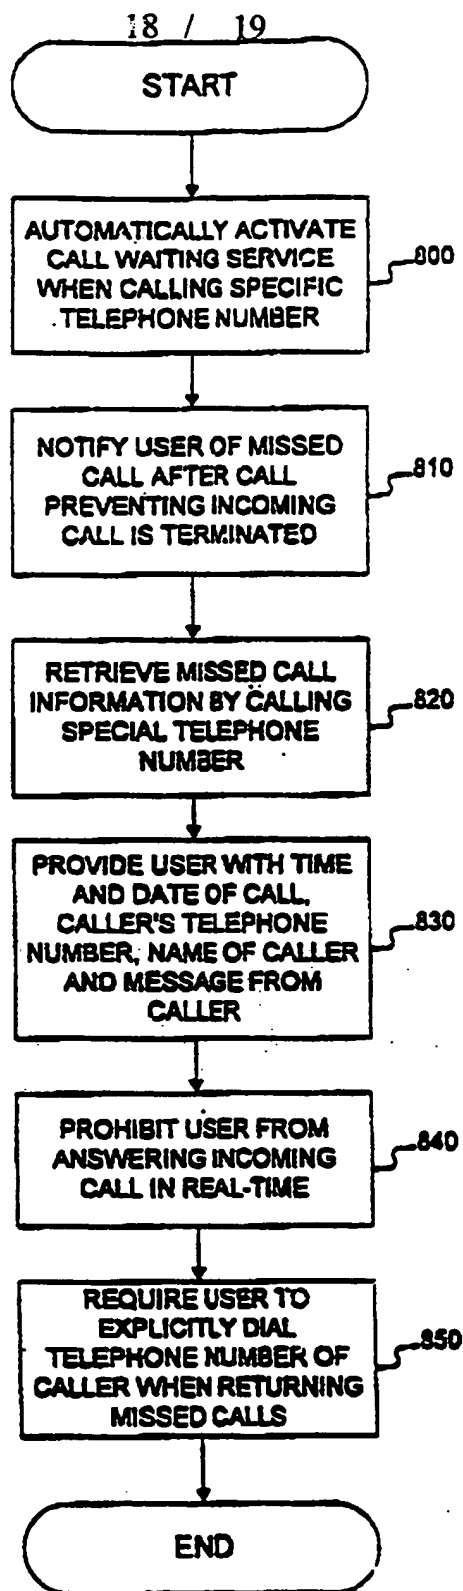 18 / 19
START
AUTOMATICALLY ACTIVATE
CALL WAITING SERVICE
WHEN CALLING SPECIFIC
TELEPHONE NUMBER
800
NOTIFY USER OF MISSED
CALL AFTER CALL
PREVENTING INCOMING
CALL IS TERMINATED
810
RETRIEVE MISSED CALL
INFORMATION BY CALLING
SPECIAL TELEPHONE
NUMBER
820
PROVIDE USER WITH TIME
AND DATE OF CALL,
CALLER'S TELEPHONE
NUMBER, NAME OF CALLER
AND MESSAGE FROM
CALLER
830
PROHIBIT USER FROM
ANSWERING INCOMING
CALL IN REAL-TIME
840
REQUIRE USER TO
EXPLICITLY DIAL
TELEPHONE NUMBER OF
CALLER WHEN RETURNING
MISSED CALLS
850
END